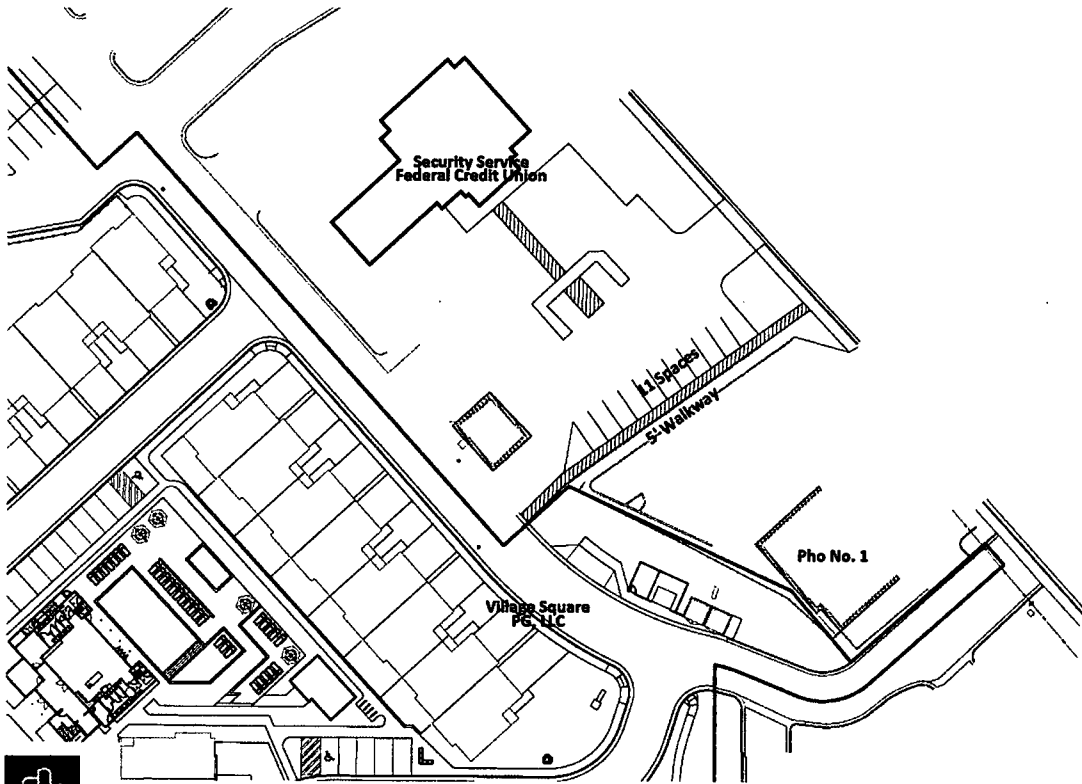 Security Service
Federal Credit Union
11 Spaces
5' Walkway
Pho No. 1
Village Square
PG, LLC